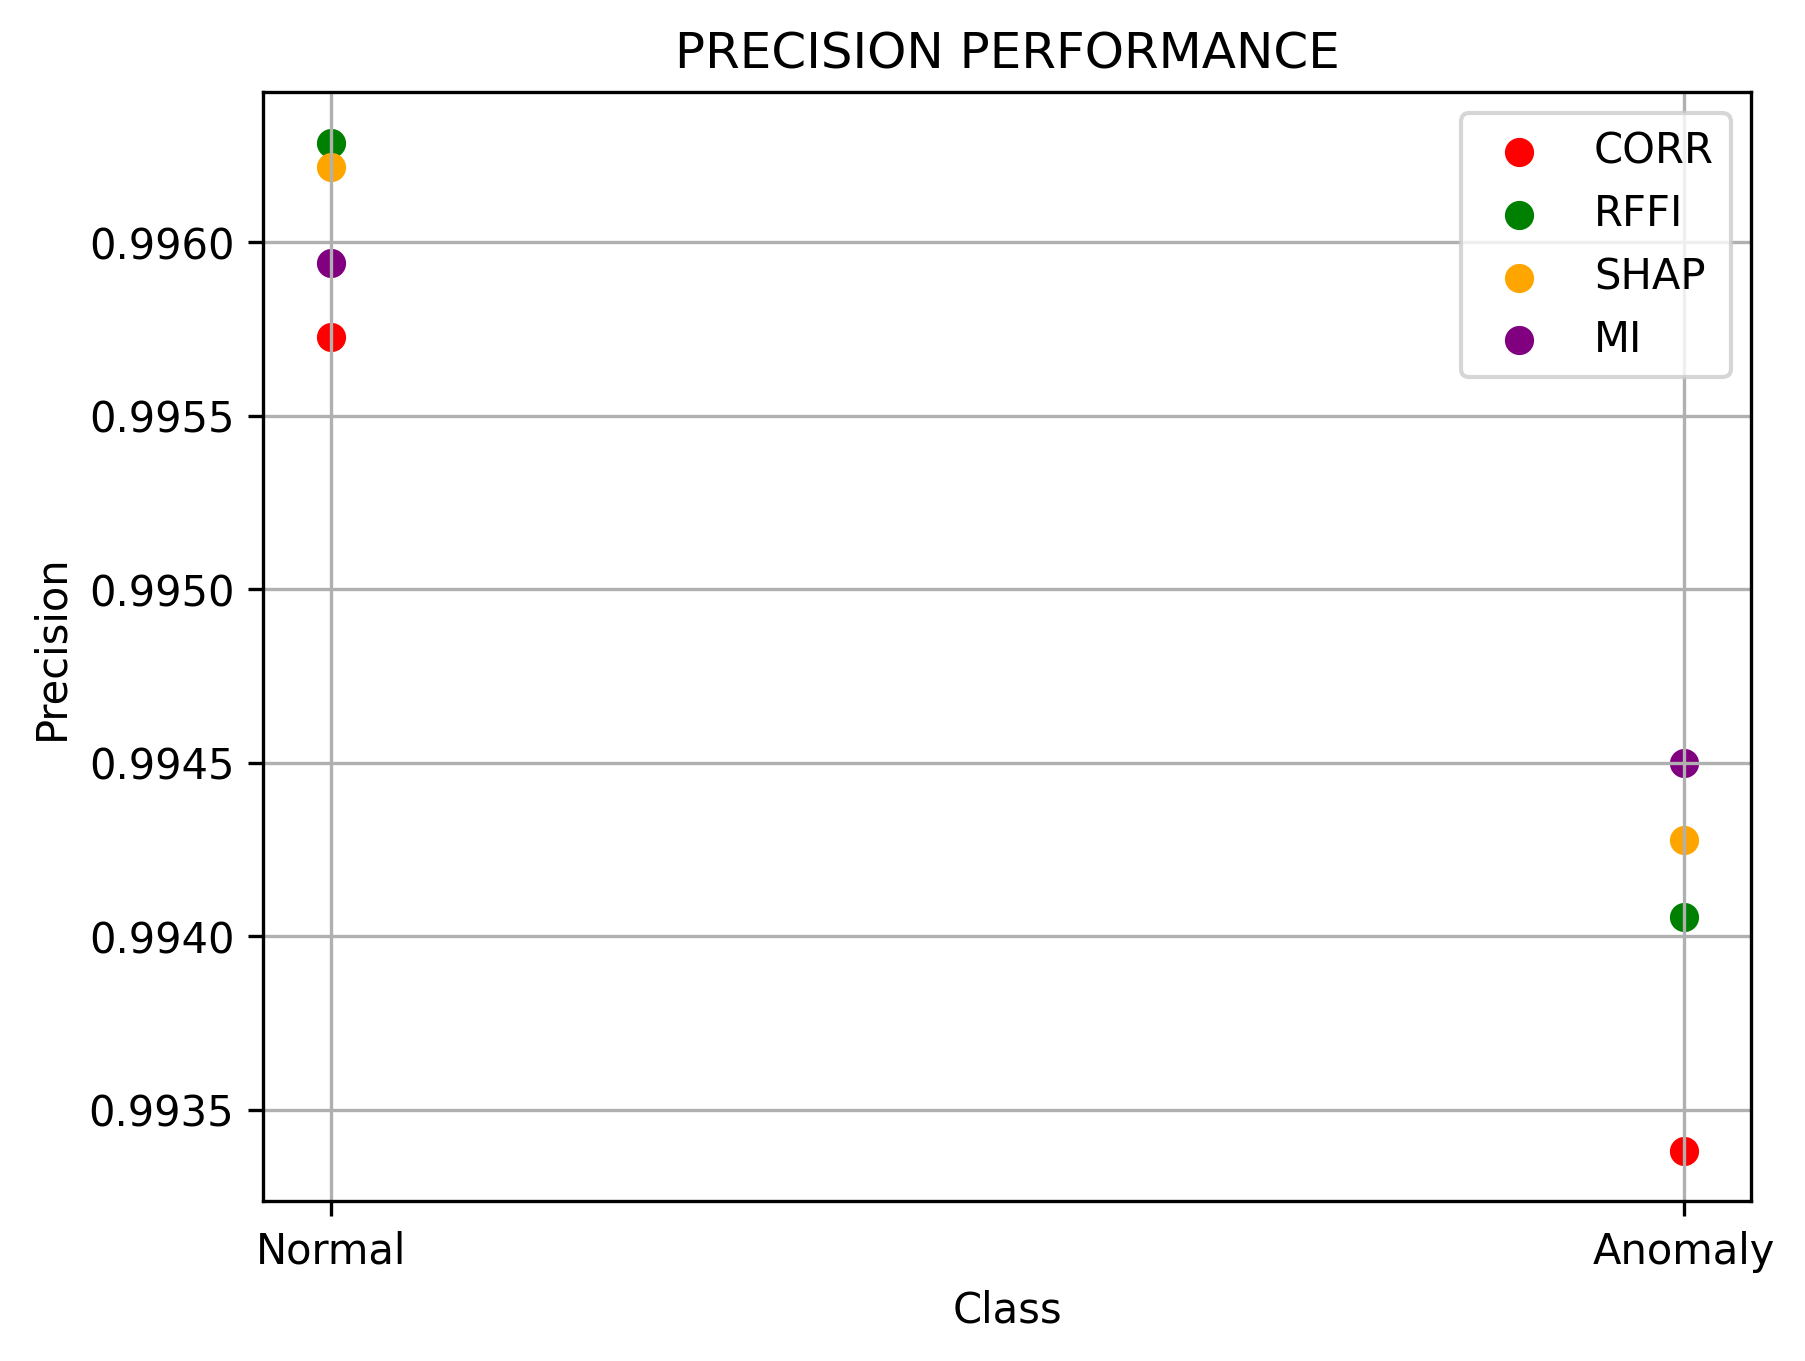 PRECISION PERFORMANCE
CORR
RFFI
SHAP
MI
0.9960
0.9955
0.9950
0.9945
0.9940
0.9935
Precision
Normal
Anomaly
Class